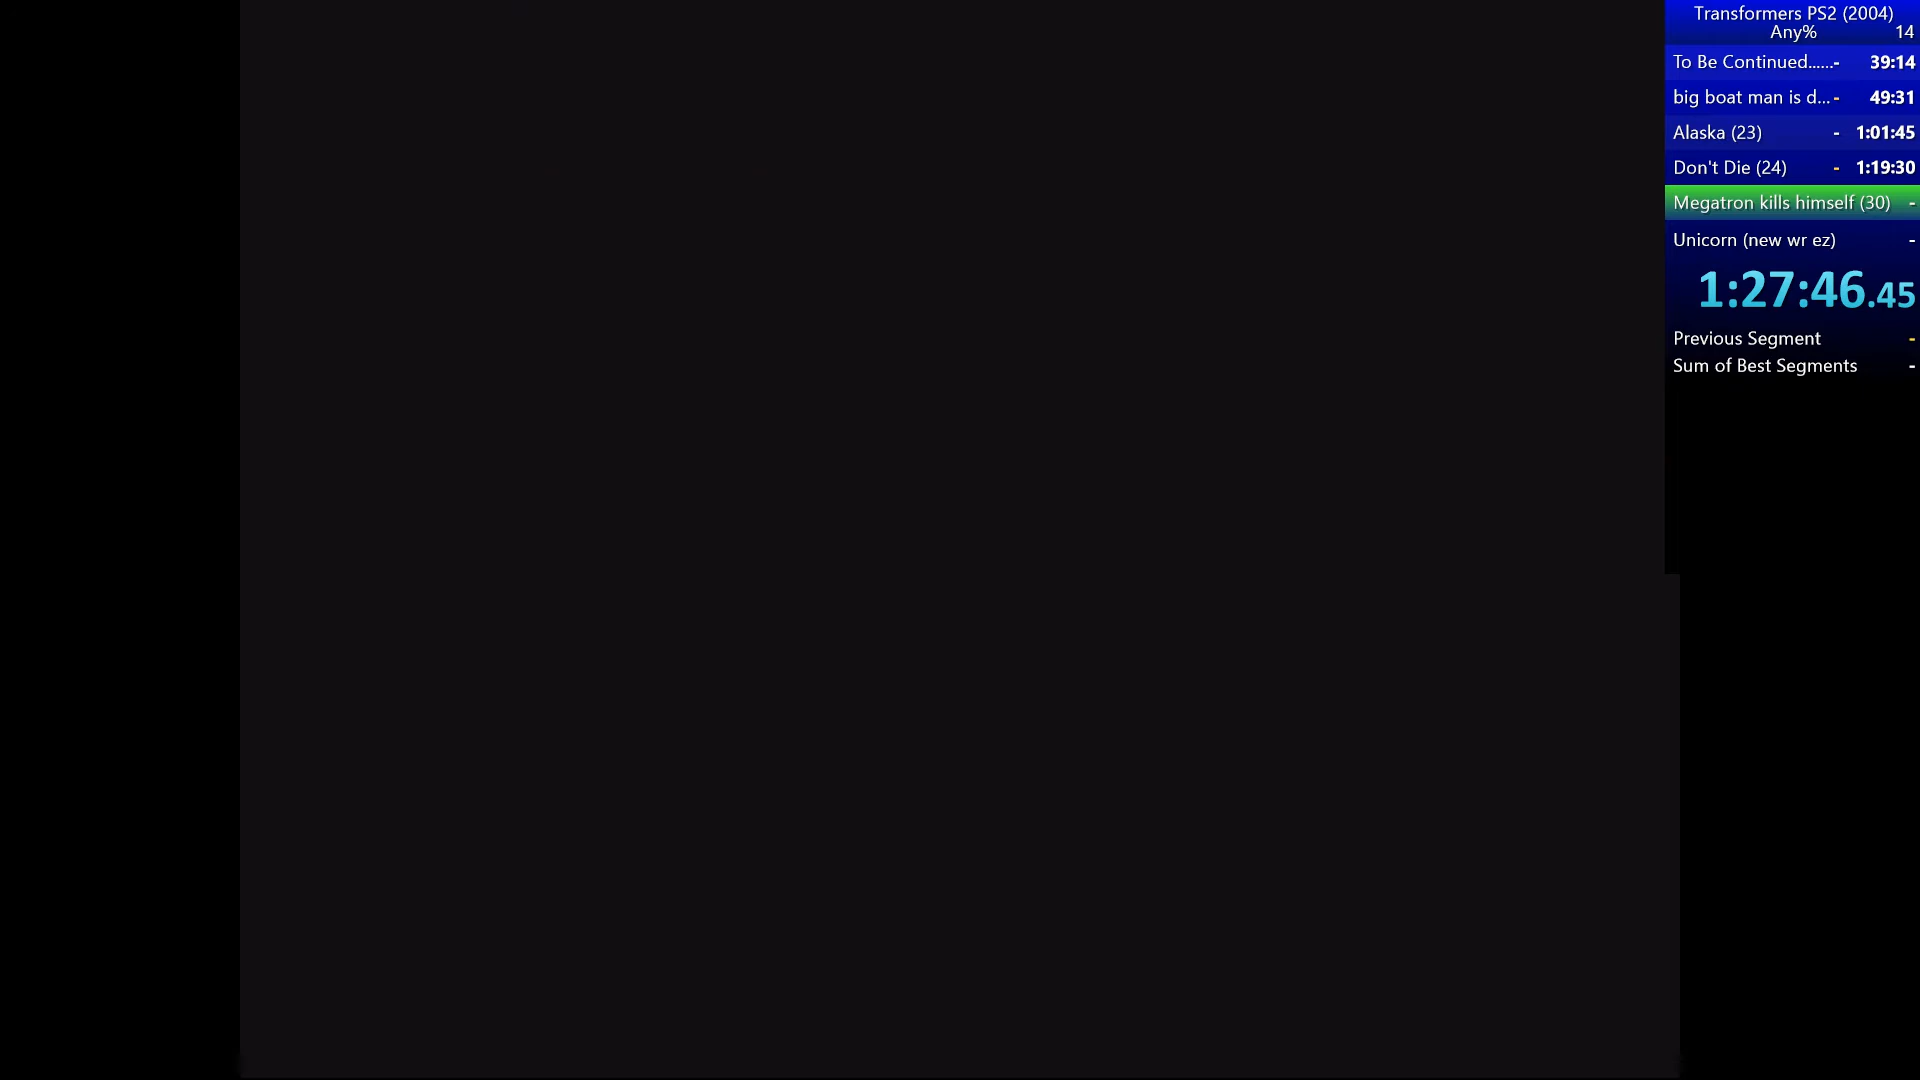 Transformers PS2 (2004)
Any% 14
To Be Continued......- 39:14
big boat man is d...- 49:31
Alaska (23) - 1:01:45
Don't Die (24) - 1:19:30
Megatron kills himself (30) -
Unicorn (new wr ez) -
1:27:46.45
Previous Segment -
Sum of Best Segments -